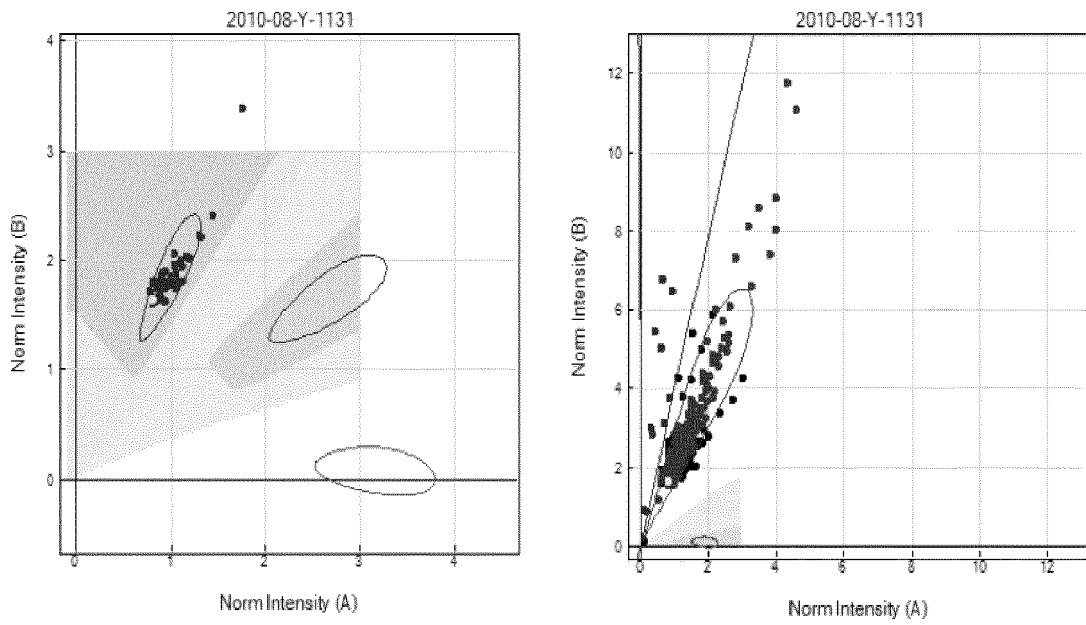 2010-08-Y-1131
4
3
2
1
0
Norm Intensity (B)
0 1 2 3 4
Norm Intensity (A)
2010-08-Y-1131
12
10
8
6
4
2
0
Norm Intensity (B)
0 2 4 6 8 10 12
Norm Intensity (A)